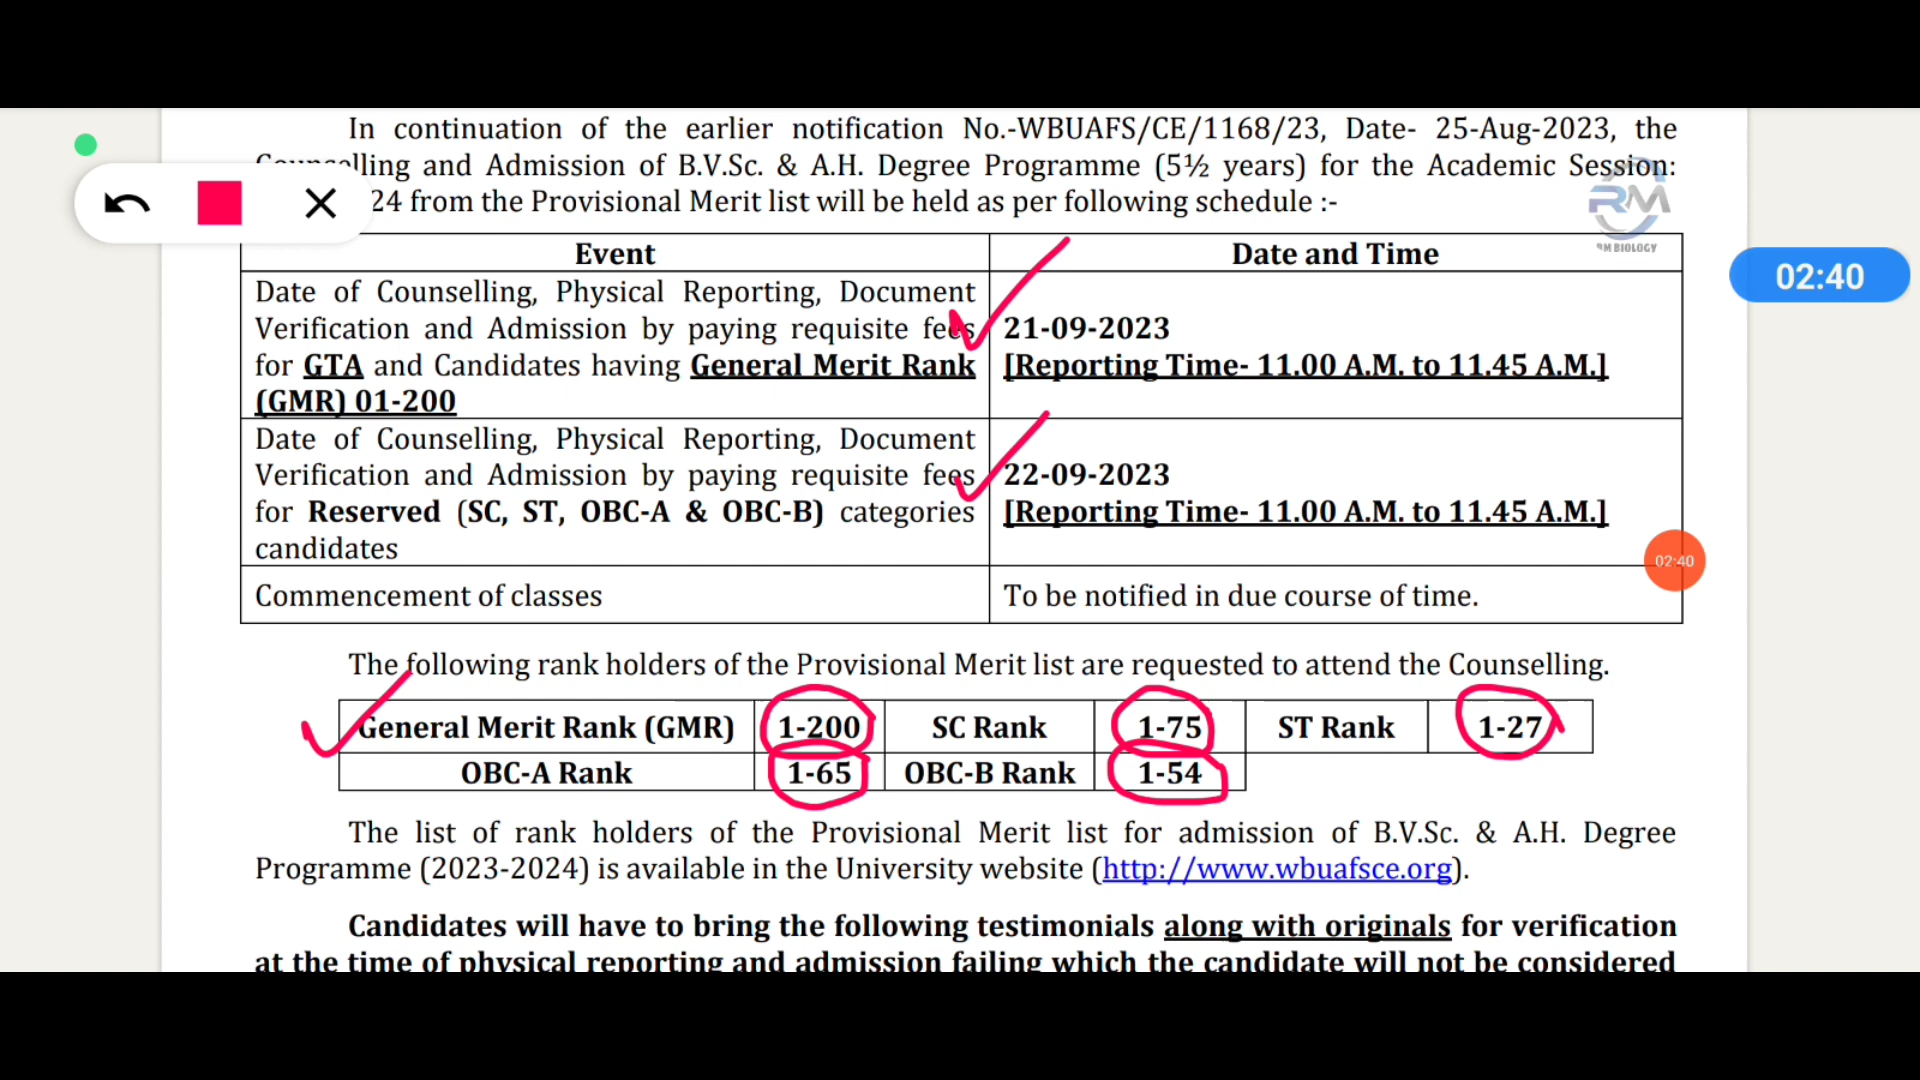 In continuation of the earlier notification No.-WBUAFS/CE/1168/23, Date- 25-Aug-2023, the
lling and Admission of B.V.Sc. & A.H. Degree Programme (5½ years) for the Academic Session:
24 from the Provisional Merit list will be held as per following schedule :-
RM
RM BIOLOGY
02:40
Event Date and Time
Date of Counselling, Physical Reporting, Document
Verification and Admission by paying requisite fees
for GTA and Candidates having General Merit Rank
(GMR) 01-200
21-09-2023
[Reporting Time- 11.00 A.M. to 11.45 A.M.]
Date of Counselling, Physical Reporting, Document
Verification and Admission by paying requisite fees
for Reserved (SC, ST, OBC-A & OBC-B) categories
candidates
22-09-2023
[Reporting Time- 11.00 A.M. to 11.45 A.M.]
02:40
Commencement of classes To be notified in due course of time.
The following rank holders of the Provisional Merit list are requested to attend the Counselling.
General Merit Rank (GMR) 1-200 SC Rank 1-75 ST Rank 1-27
OBC-A Rank 1-65 OBC-B Rank 1-54
The list of rank holders of the Provisional Merit list for admission of B.V.Sc. & A.H. Degree
Programme (2023-2024) is available in the University website (http://www.wbuafsce.org).
Candidates will have to bring the following testimonials along with originals for verification
at the time of physical reporting and admission failing which the candidate will not be considered